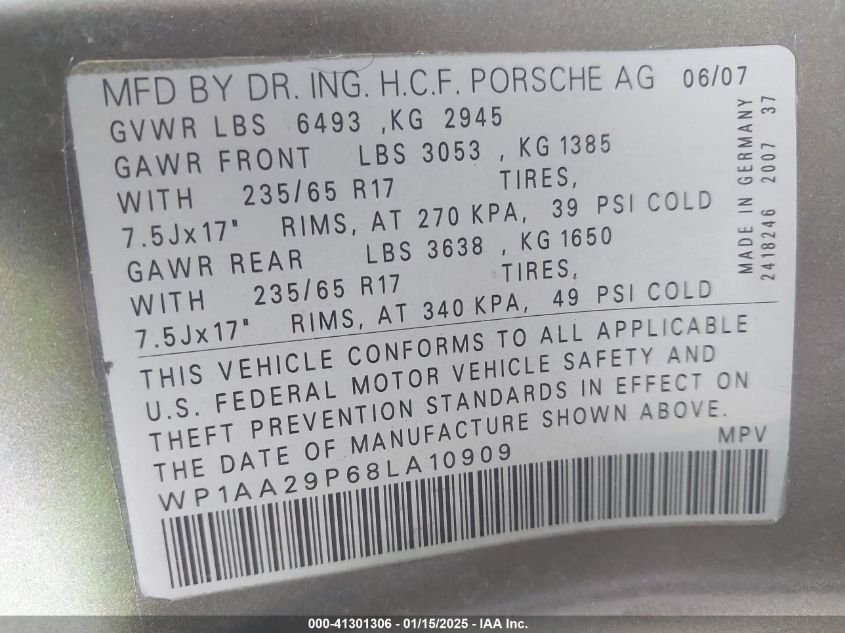 MFD BY DR. ING. H.C.F. PORSCHE AG 06/07
GVWR LBS 6493 ,KG 2945
GAWR FRONT LBS 3053 , KG 1385
WITH 235/65 R17 TIRES,
7.5Jx17" RIMS, AT 270 KPA, 39 PSI COLD
GAWR REAR LBS 3638 , KG 1650
WITH 235/65 R17 TIRES,
7.5Jx17" RIMS, AT 340 KPA, 49 PSI COLD
THIS VEHICLE CONFORMS TO ALL APPLICABLE
U.S. FEDERAL MOTOR VEHICLE SAFETY AND
THEFT PREVENTION STANDARDS IN EFFECT ON
THE DATE OF MANUFACTURE SHOWN ABOVE.
WP1AA29P68LA10909 MPV
MADE IN GERMANY
2418246 2007 37
000-41301306 - 01/15/2025 - IAA Inc.